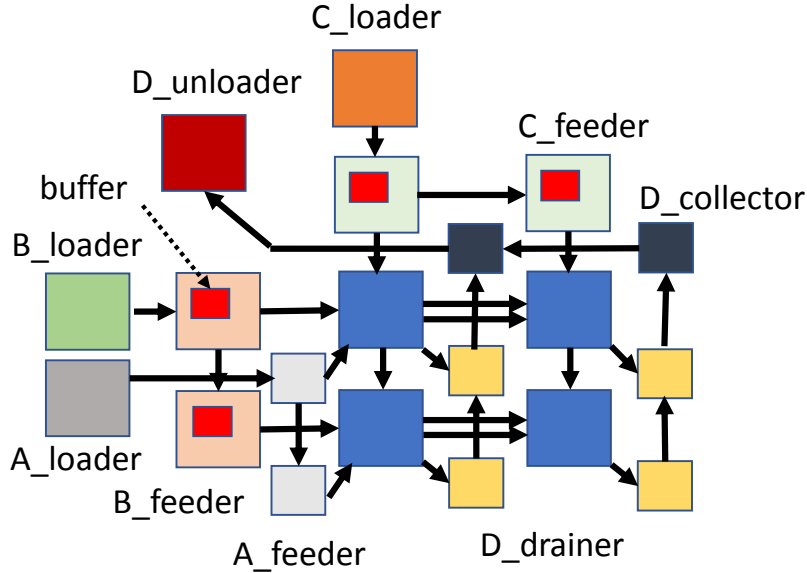 C_loader
D_unloader
C_feeder
buffer
D_collector
B_loader
A_loader
B_feeder
A_feeder
D_drainer